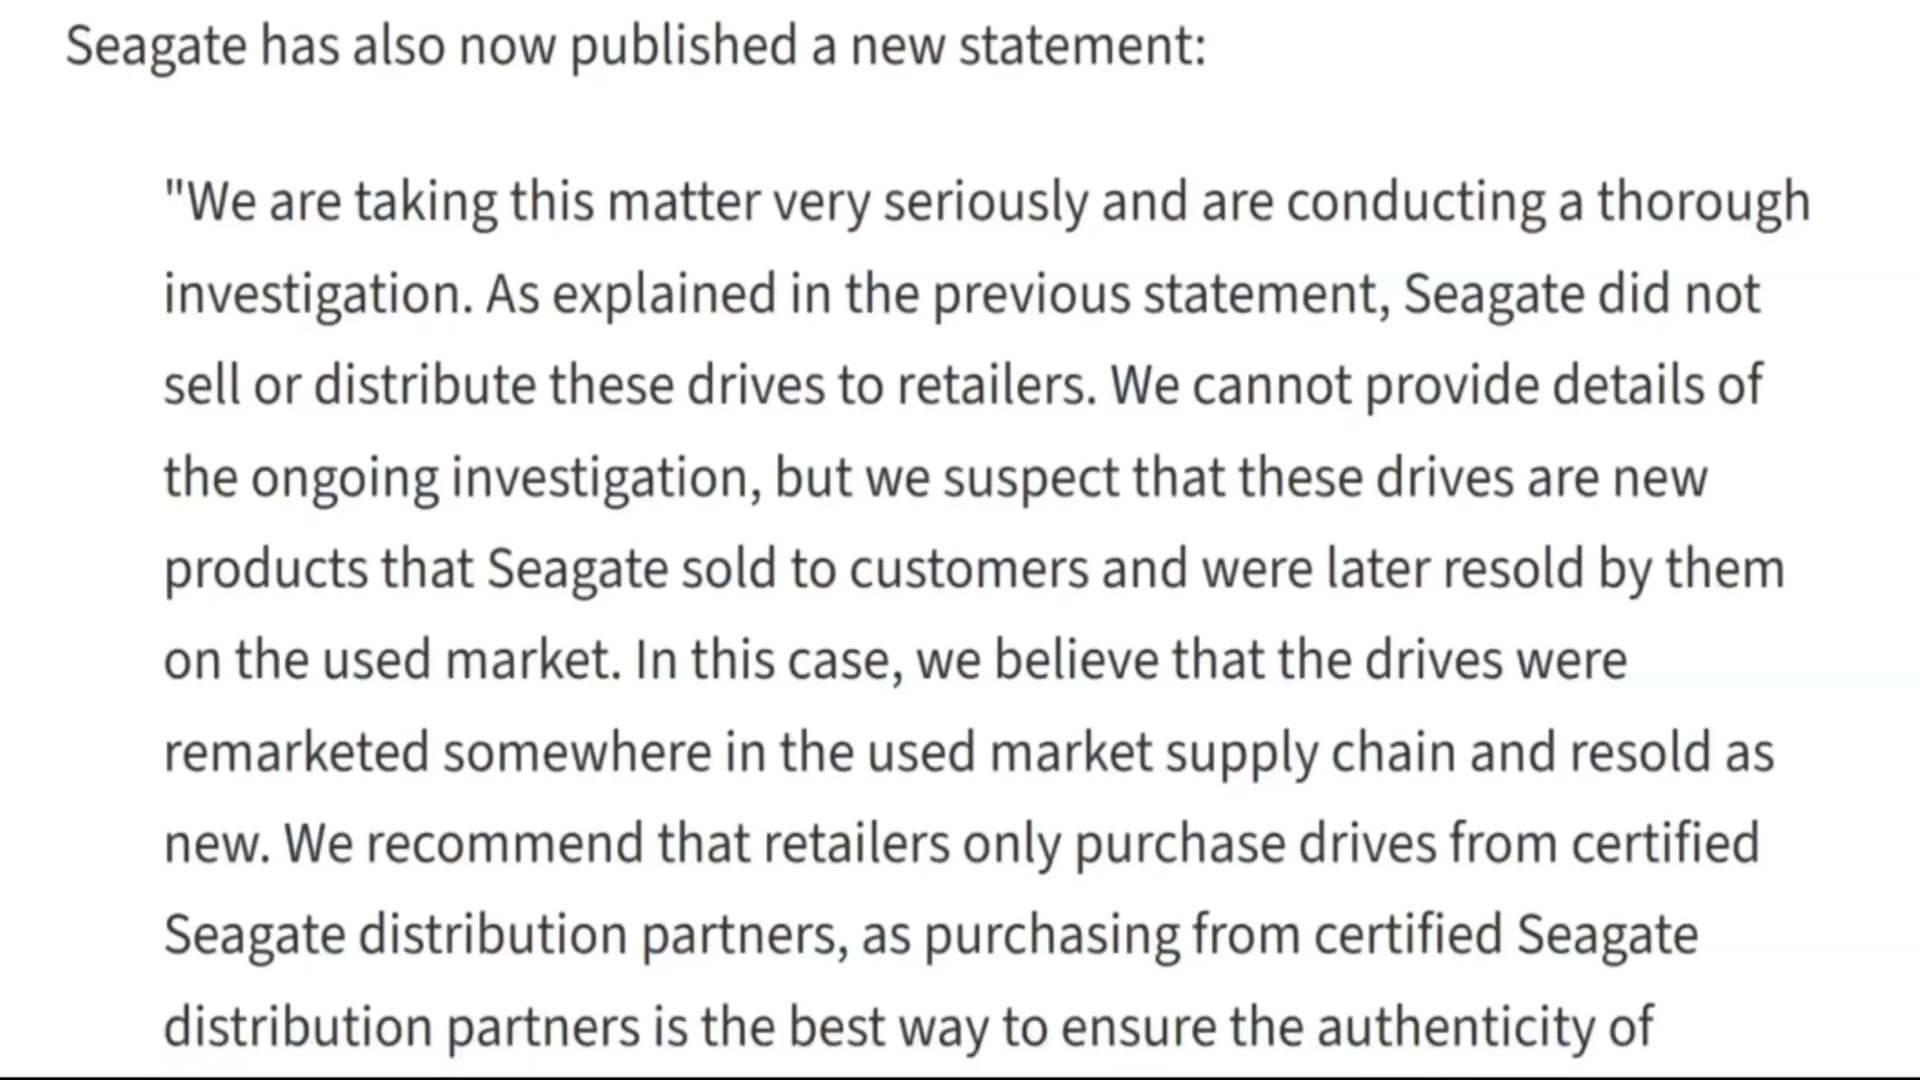 Seagate has also now published a new statement:
"We are taking this matter very seriously and are conducting a thorough
investigation. As explained in the previous statement, Seagate did not
sell or distribute these drives to retailers. We cannot provide details of
the ongoing investigation, but we suspect that these drives are new
products that Seagate sold to customers and were later resold by them
on the used market. In this case, we believe that the drives were
remarketed somewhere in the used market supply chain and resold as
new. We recommend that retailers only purchase drives from certified
Seagate distribution partners, as purchasing from certified Seagate
distribution partners is the best way to ensure the authenticity of